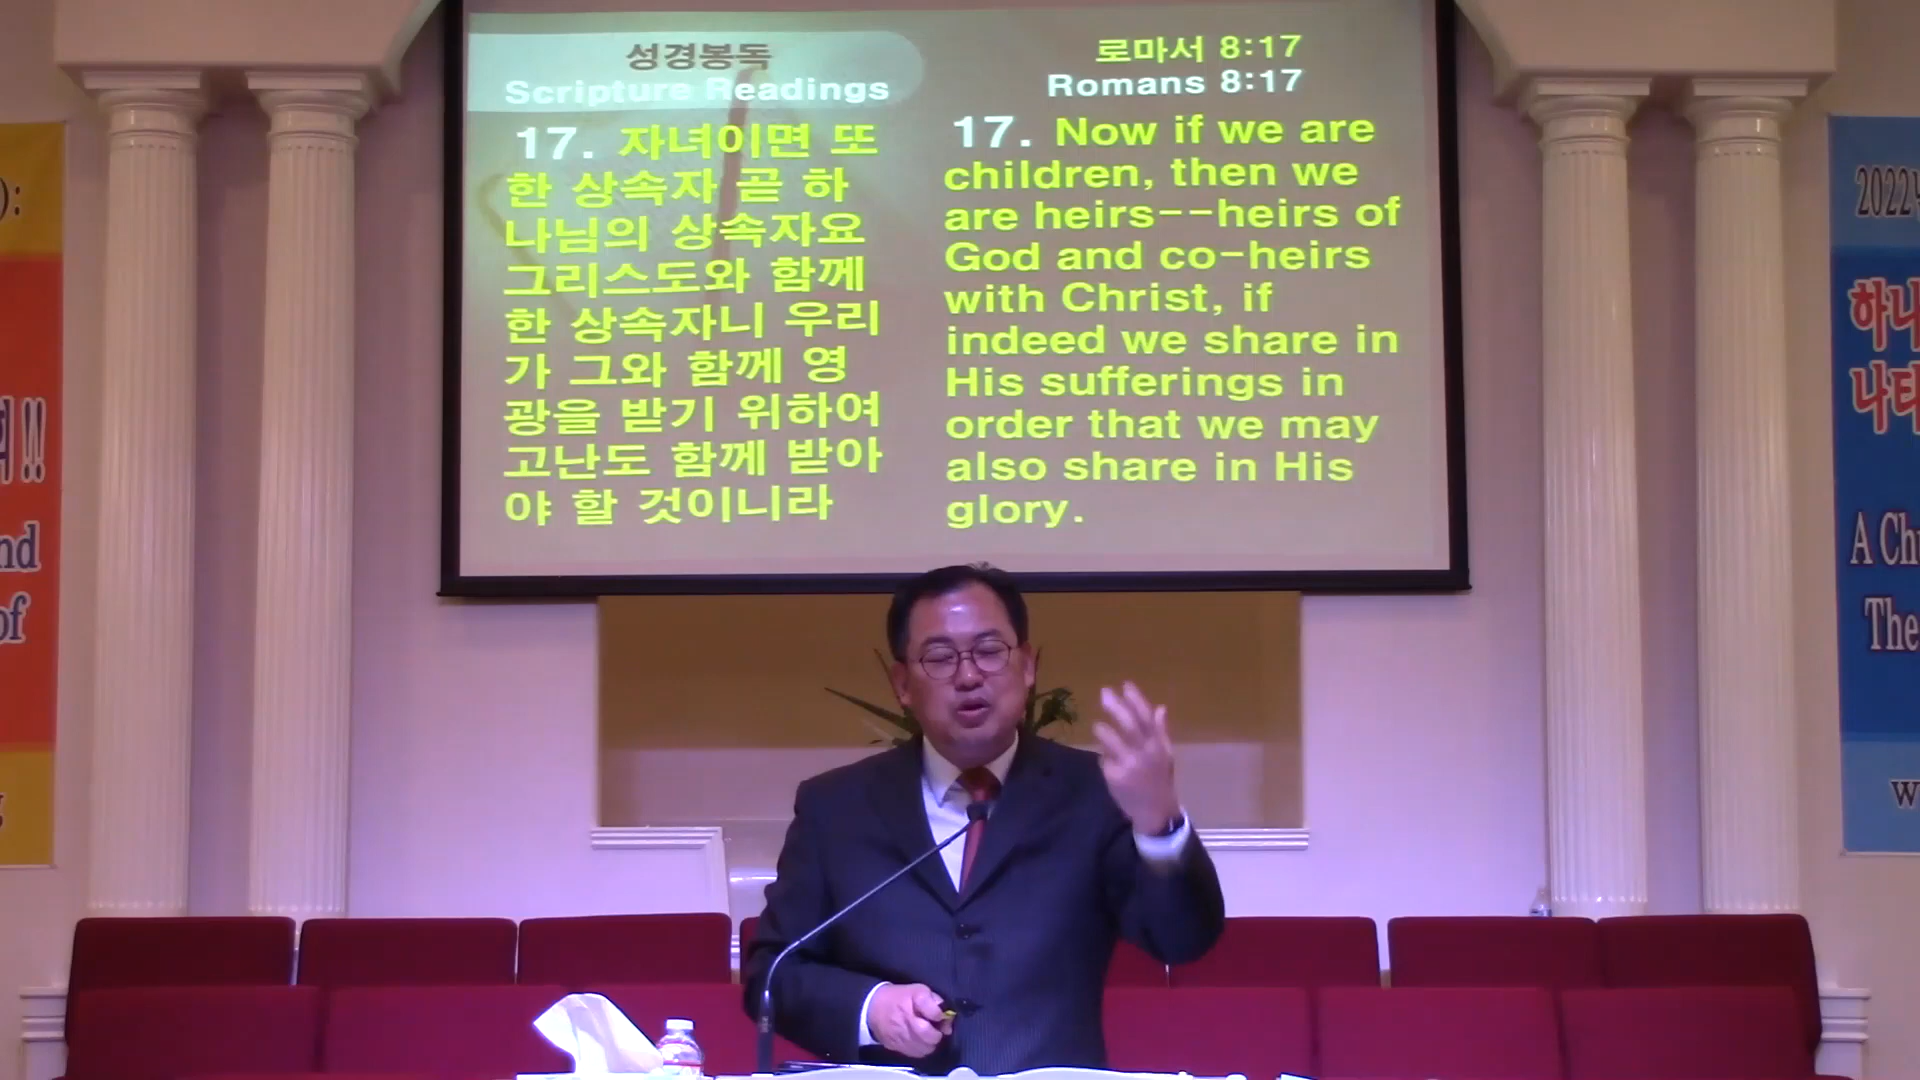 성경봉독
Scripture Readings
로마서 8:17
Romans 8:17
17. 자녀이면 또
한 상속자 곧 하
나님의 상속자요
그리스도와 함께
한 상속자니 우리
가 그와 함께 영
광을 받기 위하여
고난도 함께 받아
야 할 것이니라
17. Now if we are
children, then we
are heirs--heirs of
God and co-heirs
with Christ, if
indeed we share in
His sufferings in
order that we may
also share in His
glory.
):
!!
nd
of
2022
하나
나타
A Ch
The
w